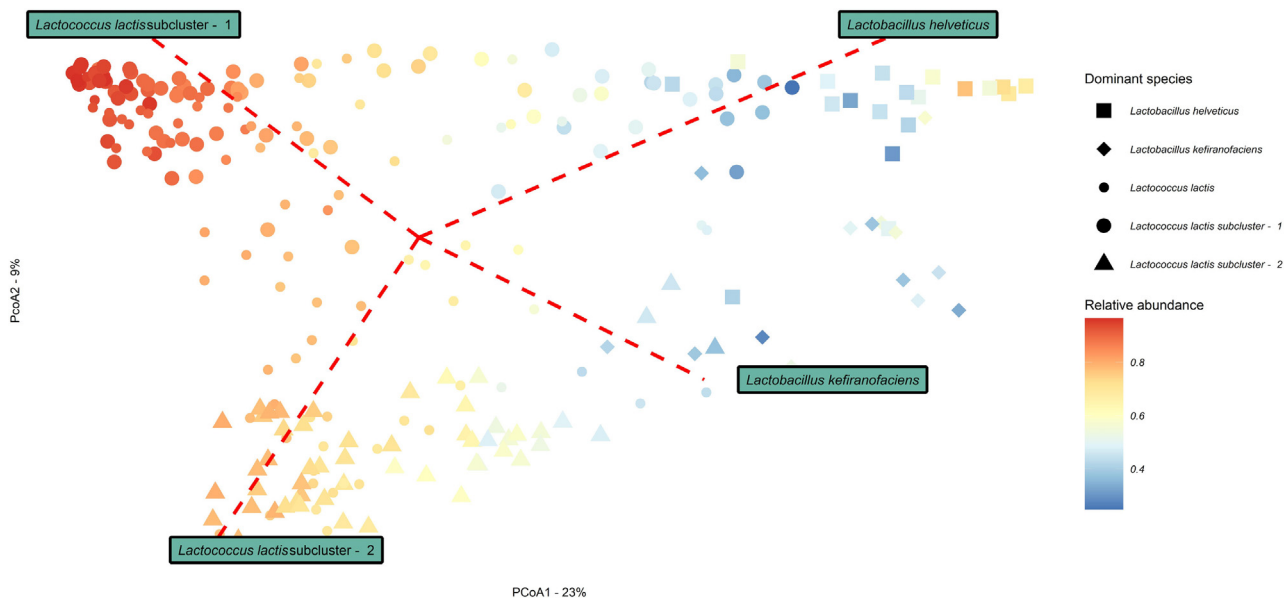 Lactococcus lactissubcluster - 1
Lactobacillus helveticus
Lactobacillus kefiranofaciens
Lactococcus lactissubcluster - 2
PcoA2 - 9%
PCoA1 - 23%
Dominant species
Lactobacillus helveticus
Lactobacillus kefiranofaciens
Lactococcus lactis
Lactococcus lactis subcluster - 1
Lactococcus lactis subcluster - 2
Relative abundance
0.8
0.6
0.4